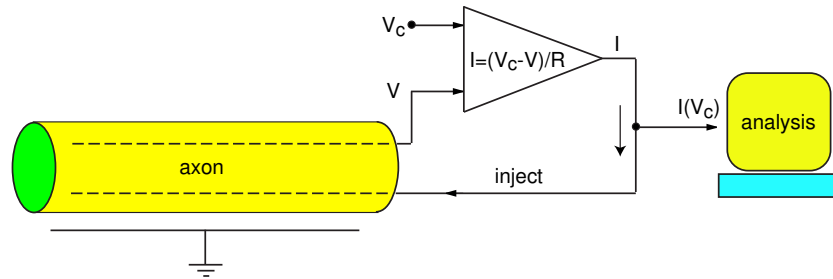 V_C
I=(V_C-V)/R
I
V
I(V_C)
analysis
axon
inject